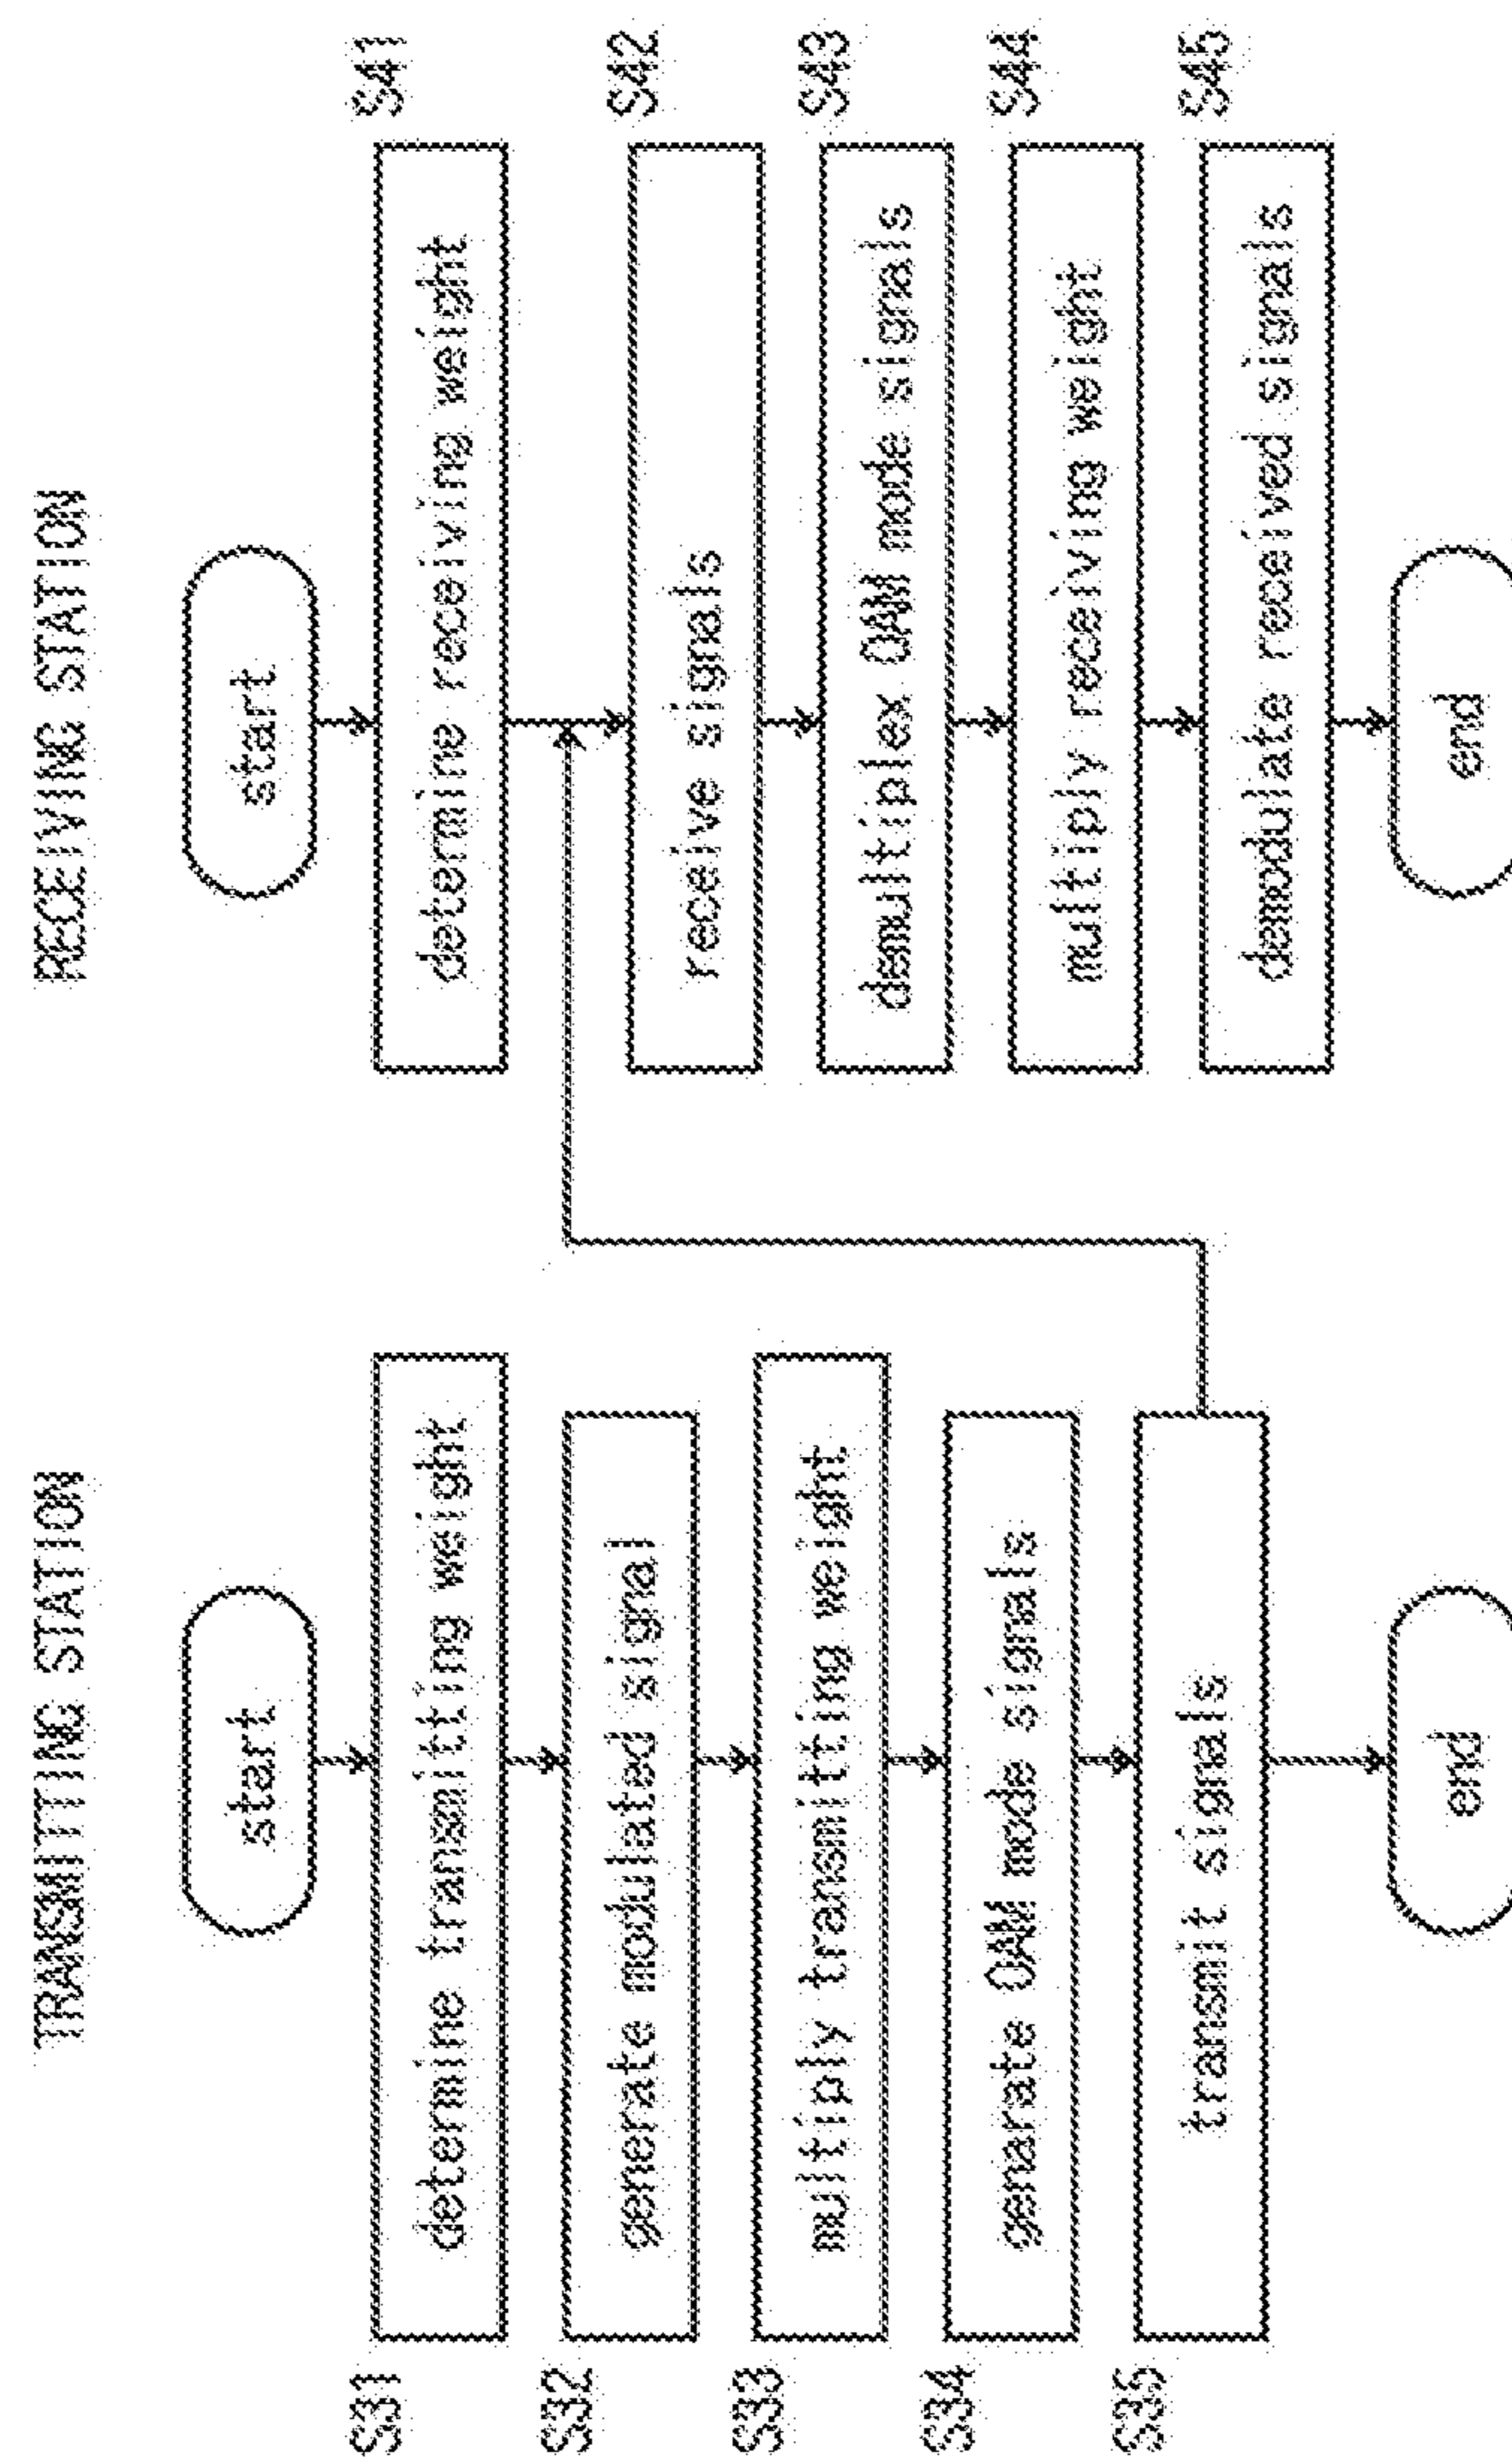 TRANSMITTING STATION
start
S31
determine transmitting weight
S32
generate modulated signal
S33
multiply transmitting weight
S34
genarate OAM mode signals
S35
transmit signals
end
RECEIVING STATION
start
determine receiving weight
S41
receive signals
S42
demultiplex OAM mode signals
S43
multiply receiving weight
S44
demodulate received signals
S45
end